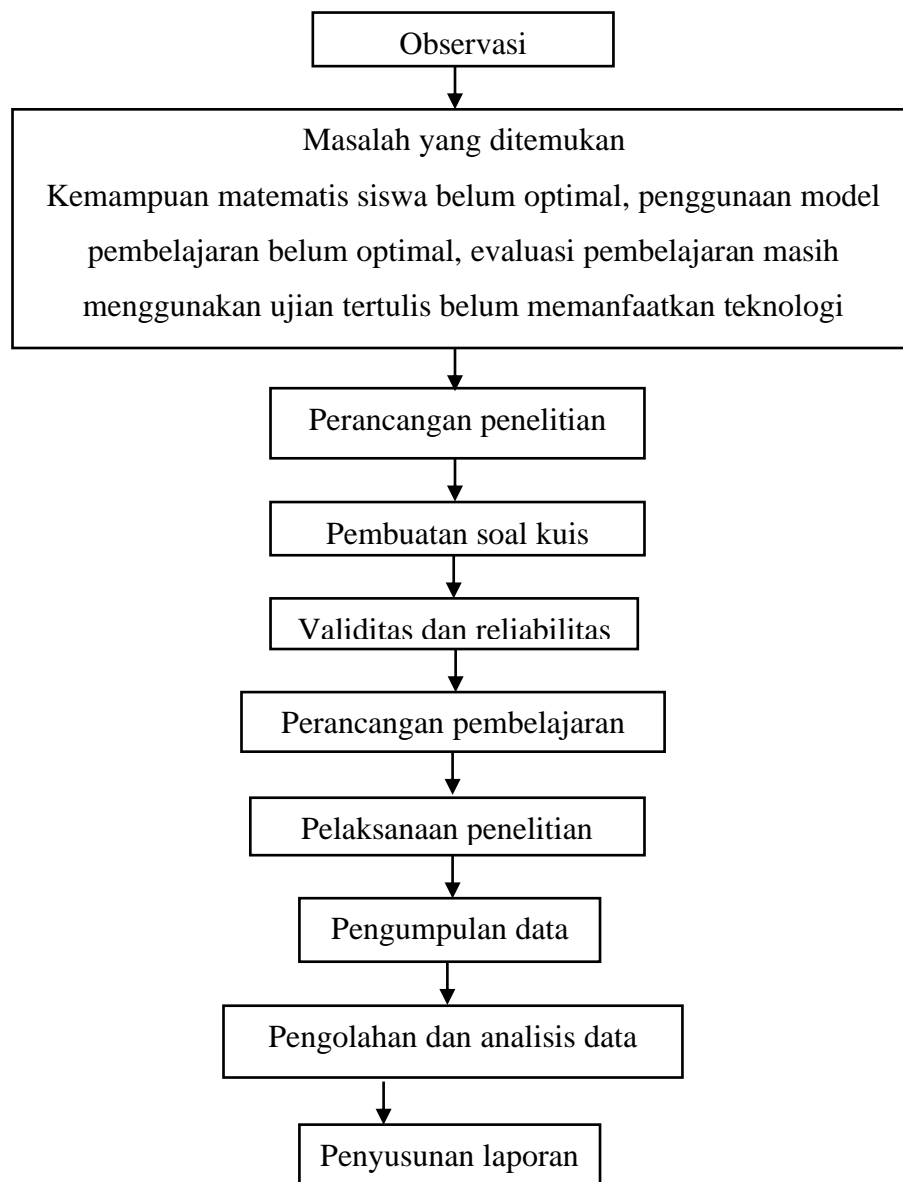 Observasi
Masalah yang ditemukan
Kemampuan matematis siswa belum optimal, penggunaan model
pembelajaran belum optimal, evaluasi pembelajaran masih
menggunakan ujian tertulis belum memanfaatkan teknologi
Perancangan penelitian
Pembuatan soal kuis
Validitas dan reliabilitas
Perancangan pembelajaran
Pelaksanaan penelitian
Pengumpulan data
Pengolahan dan analisis data
Penyusunan laporan